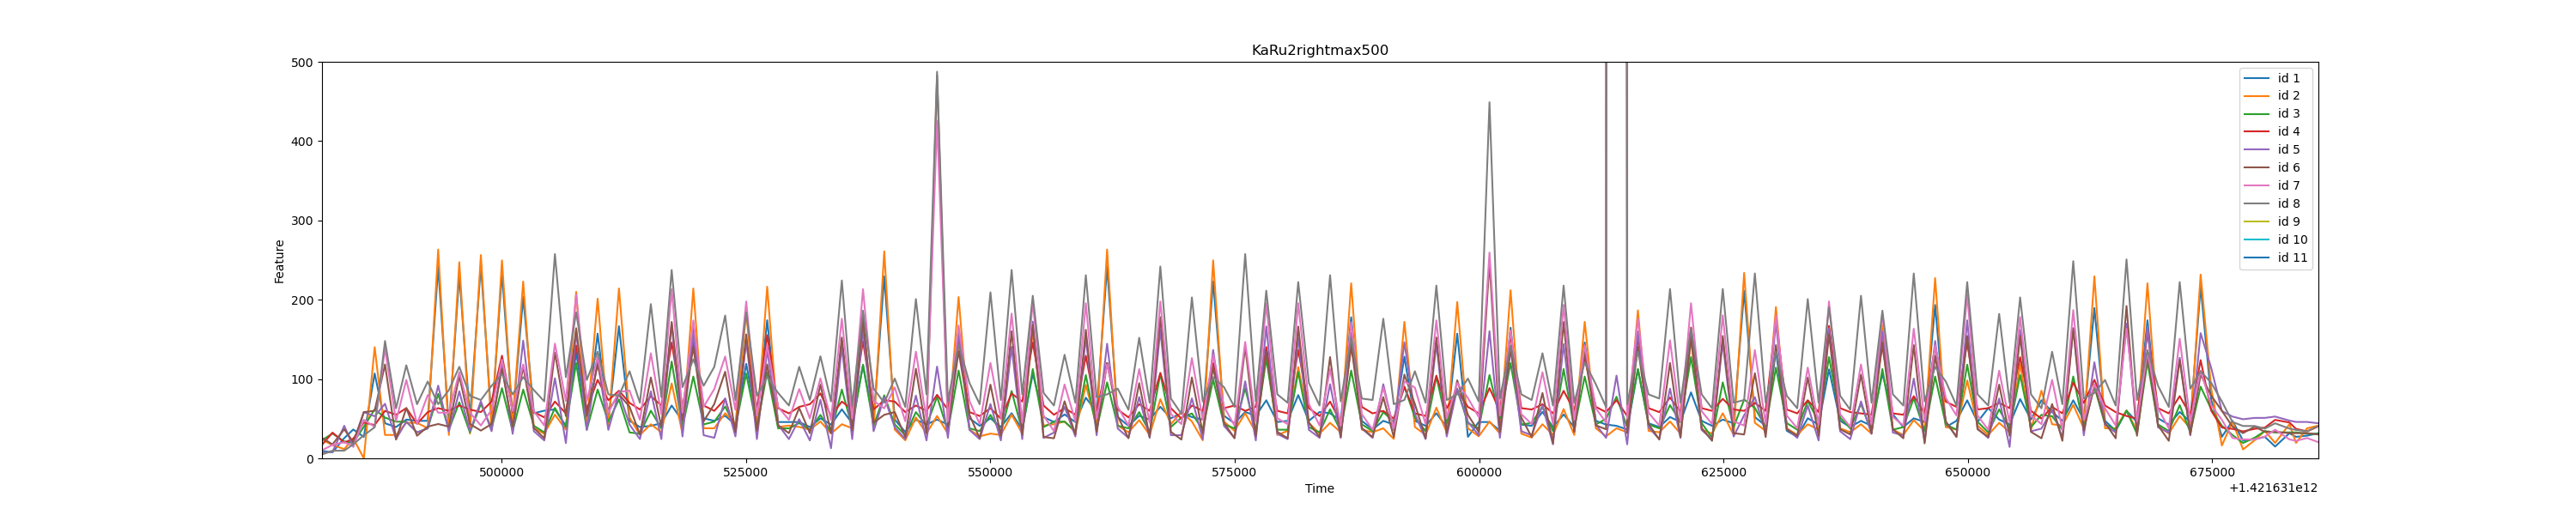 KaRu2rightmax500
500
400
300
200
100
0
Feature
id 1
id 2
id 3
id 4
id 5
id 6
id 7
id 8
id 9
id 10
id 11
500000 525000 550000 575000 600000 625000 650000 675000
Time
+1.421631e12